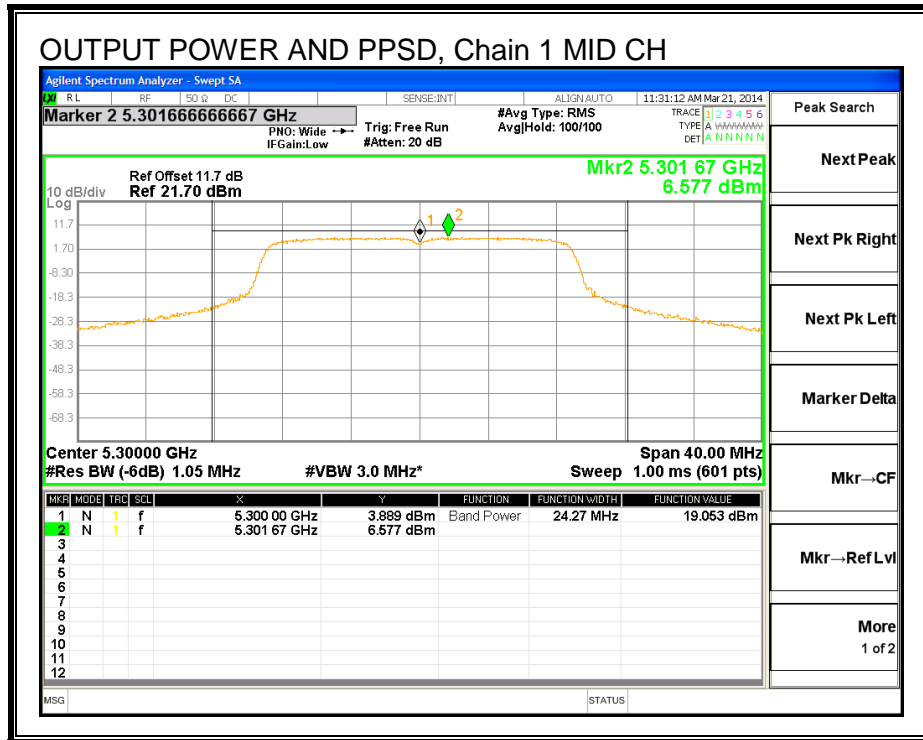 OUTPUT POWER AND PPSD, Chain 1 MID CH
Agilent Spectrum Analyzer - Swept SA
LXI RL RF 50 Ω DC SENSE:INT ALIGN AUTO 11:31:12 AM Mar 21, 2014
Marker 2 5.301666666667 GHz
PNO: Wide
IFGain:Low
Trig: Free Run
#Atten: 20 dB
#Avg Type: RMS
Avg|Hold: 100/100
TRACE 1 2 3 4 5 6
TYPE A WWWWW
DET A N N N N N
Peak Search
Next Peak
Next Pk Right
Next Pk Left
Marker Delta
Mkr→CF
Mkr→Ref Lvl
More
1 of 2
Mkr2 5.301 67 GHz
6.577 dBm
Ref Offset 11.7 dB
10 dB/div Ref 21.70 dBm
Log
11.7
1.70
-8.30
-18.3
-28.3
-38.3
-48.3
-58.3
-68.3
1
2
Center 5.30000 GHz Span 40.00 MHz
#Res BW (-6dB) 1.05 MHz #VBW 3.0 MHz* Sweep 1.00 ms (601 pts)
MKR MODE TRC SCL X Y FUNCTION FUNCTION WIDTH FUNCTION VALUE
1 N 1 f 5.300 00 GHz 3.889 dBm Band Power 24.27 MHz 19.053 dBm
2 N 1 f 5.301 67 GHz 6.577 dBm
3
4
5
6
7
8
9
10
11
12
MSG STATUS